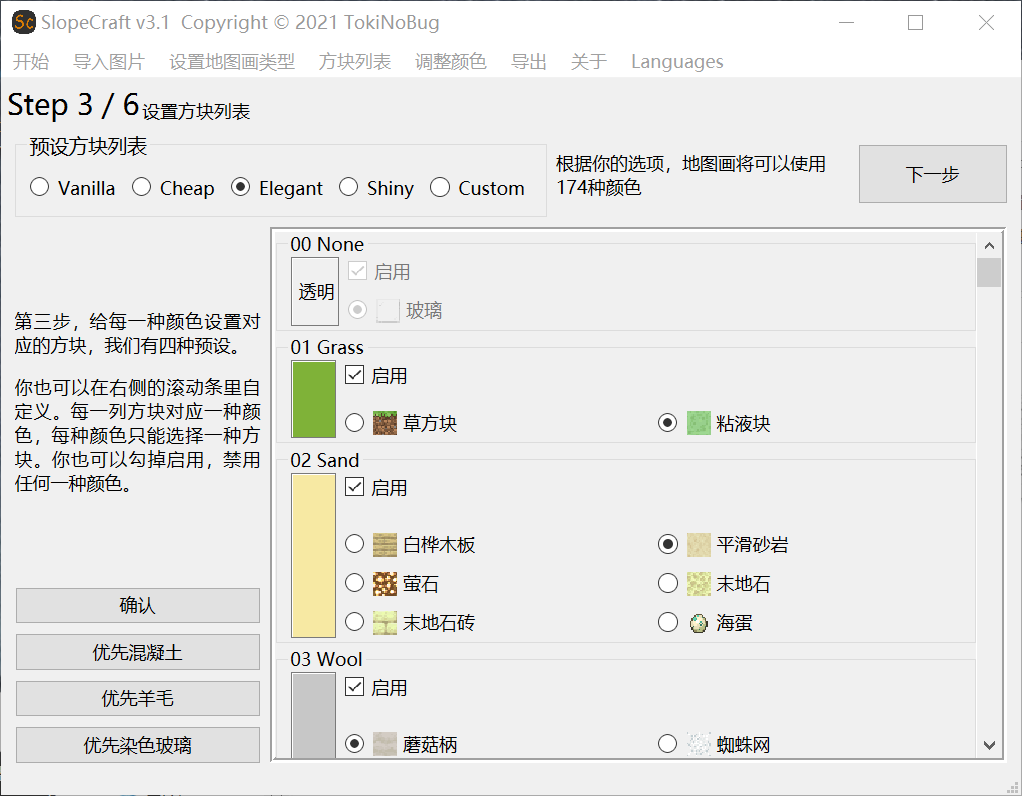 Sc SlopeCraft v3.1 Copyright © 2021 TokiNoBug
开始 导入图片 设置地图画类型 方块列表 调整颜色 导出 关于 Languages
Step 3 / 6 设置方块列表
预设方块列表
Vanilla Cheap Elegant Shiny Custom
根据你的选项，地图画将可以使用
174种颜色
下一步
第三步，给每一种颜色设置对
应的方块，我们有四种预设。
你也可以在右侧的滚动条里自
定义。每一列方块对应一种颜
色，每种颜色只能选择一种方
块。你也可以勾掉启用，禁用
任何一种颜色。
确认
优先混凝土
优先羊毛
优先染色玻璃
00 None
透明
启用
玻璃
01 Grass
启用
草方块 粘液块
02 Sand
启用
白桦木板 平滑砂岩
萤石 末地石
末地石砖 海蛋
03 Wool
启用
蘑菇柄 蜘蛛网